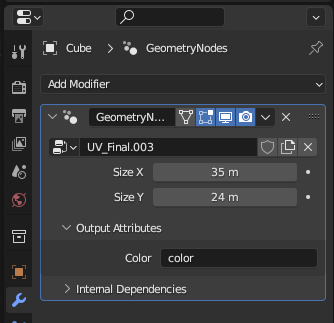 Cube > GeometryNodes
Add Modifier
GeometryN...
UV_Final.003
Size X 35 m
Size Y 24 m
Output Attributes
Color color
Internal Dependencies